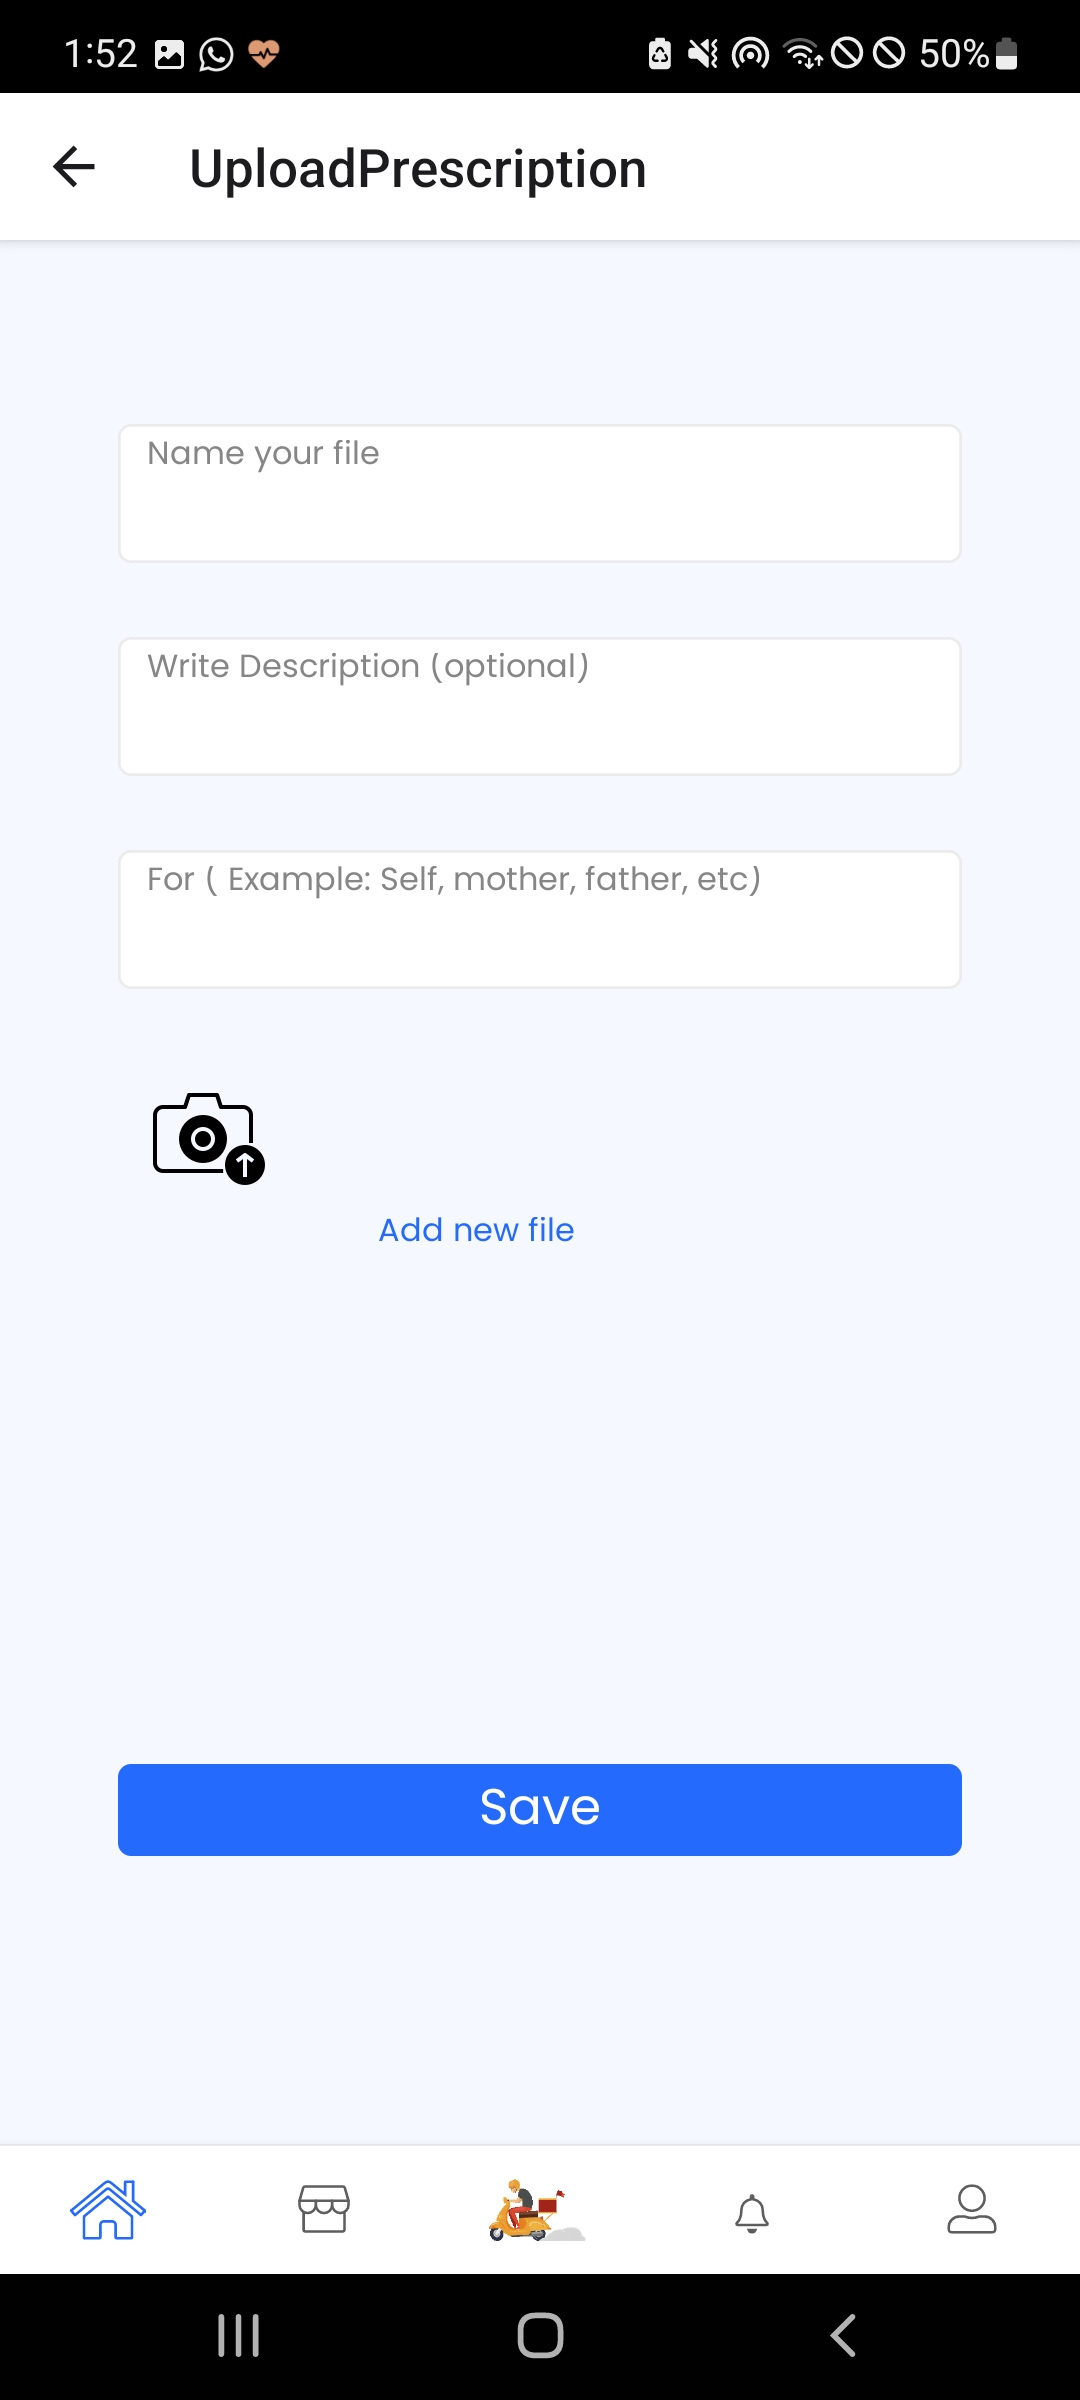 1:52
50%
UploadPrescription
Name your file
Write Description (optional)
For ( Example: Self, mother, father, etc)
Add new file
Save